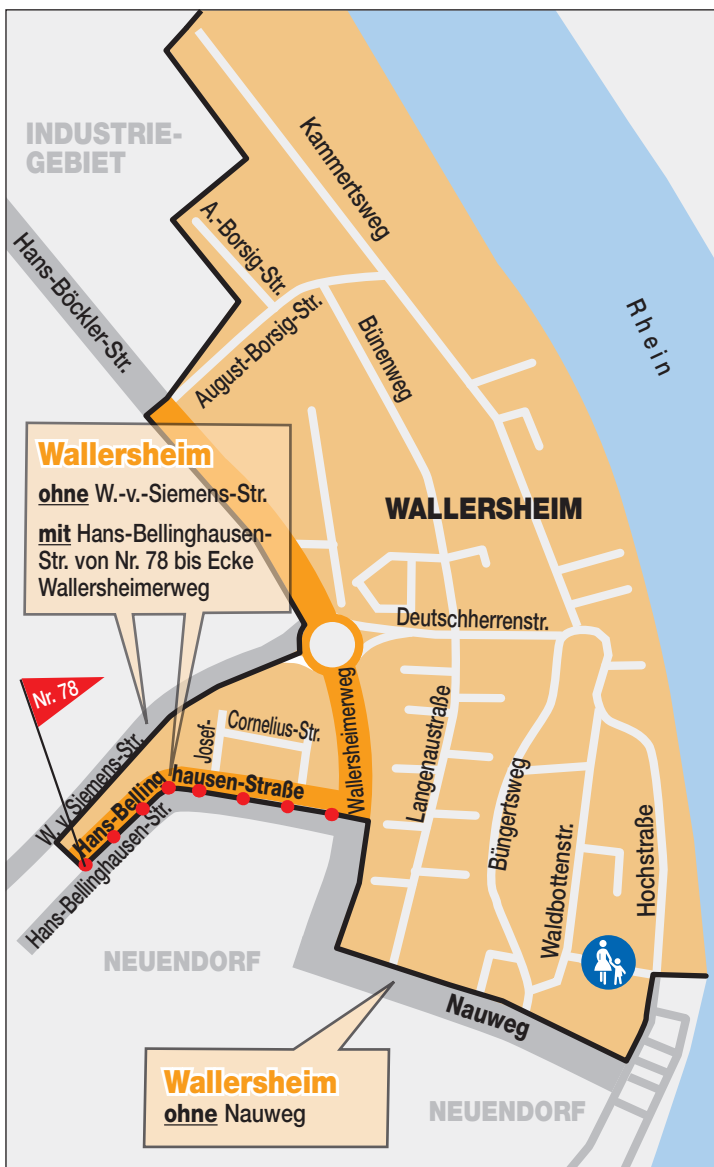 INDUSTRIE-
GEBIET
Kammertsweg
A.-Borsig-Str.
Hans-Böckler-Str.
August-Borsig-Str.
Bünenweg
Rhein
Wallersheim
ohne W.-v.-Siemens-Str.
mit Hans-Bellinghausen-
Str. von Nr. 78 bis Ecke
Wallersheimerweg
WALLERSHEIM
Deutschherrenstr.
Nr. 78
Josef-
Cornelius-Str.
Wallersheimerweg
Langenaustraße
W. v Siemens-Str.
Hans-Bellinghausen-Straße
Hans-Bellinghausen-Str.
Büngertsweg
Waldbottenstr.
Hochstraße
NEUENDORF
Nauweg
Wallersheim
ohne Nauweg
NEUENDORF